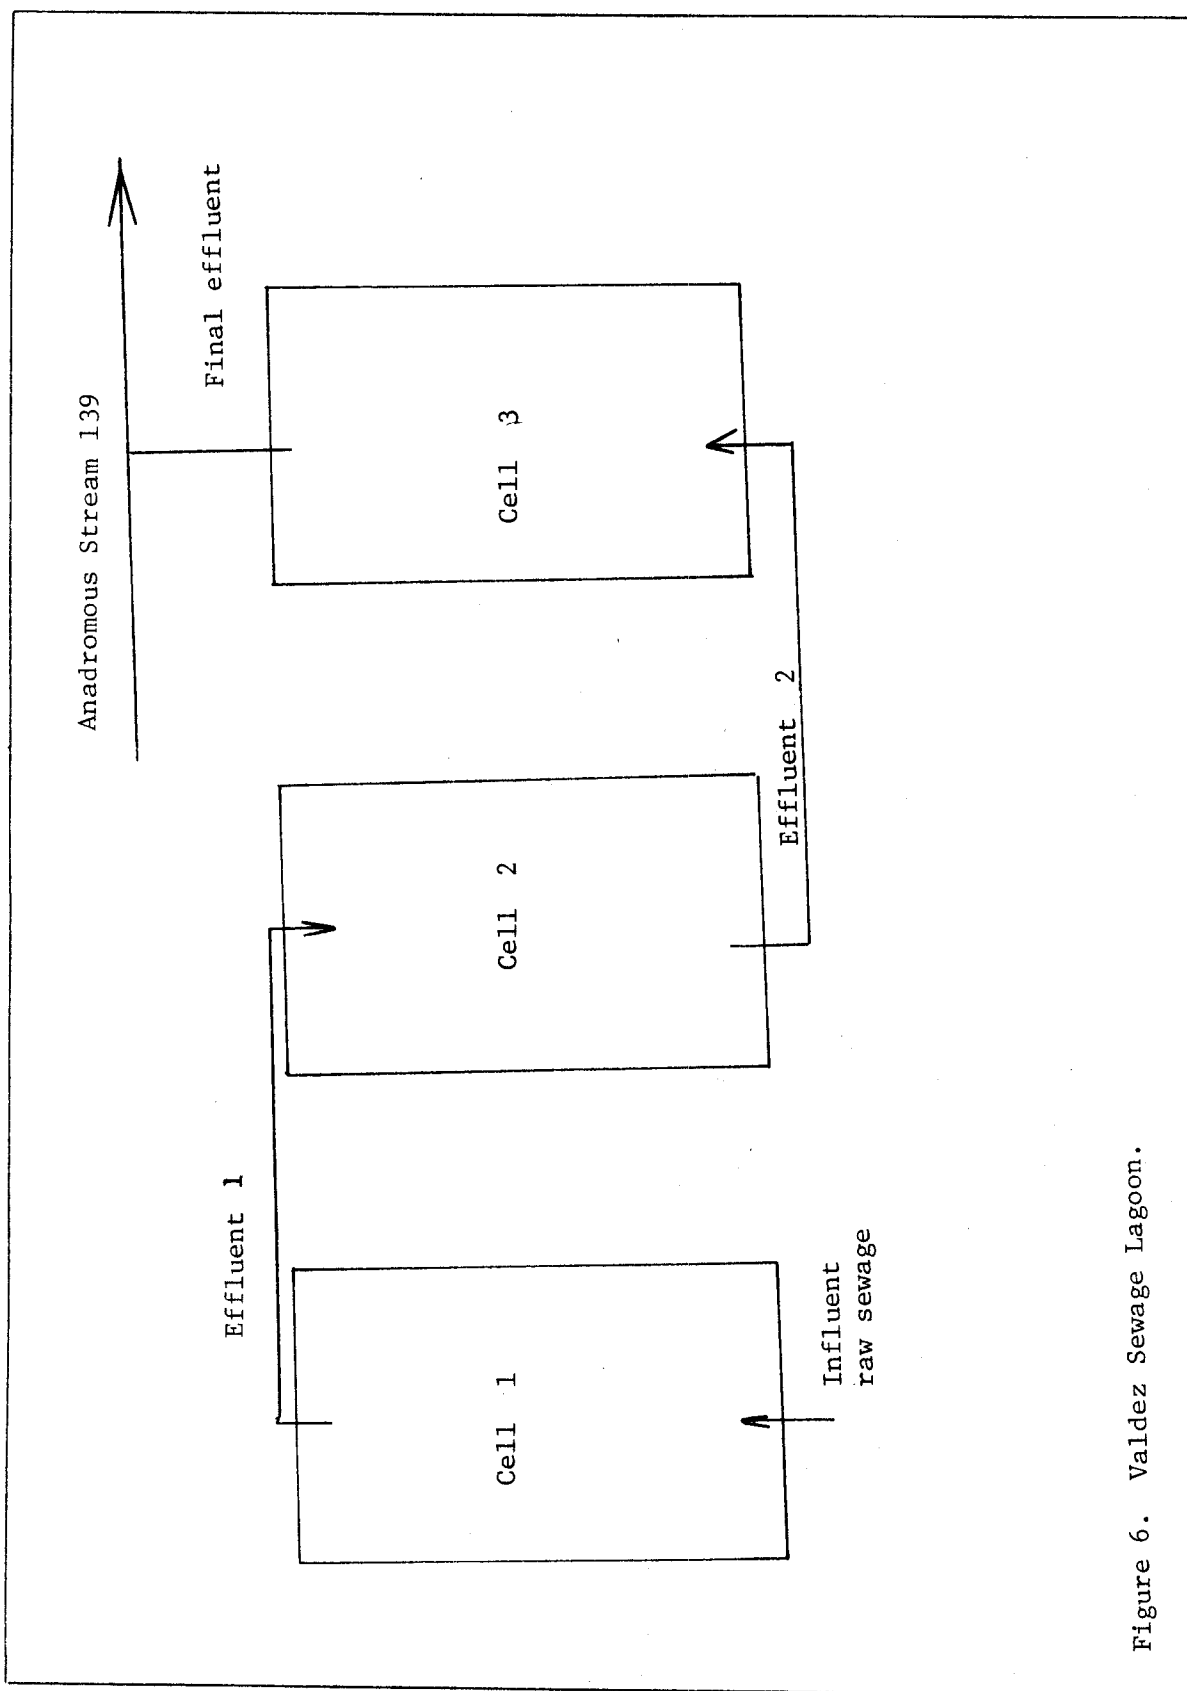 Anadromous Stream 139
Final effluent
Effluent 1
Cell 1
Cell 2
Cell 3
Effluent 2
Influent
raw sewage
Figure 6. Valdez Sewage Lagoon.